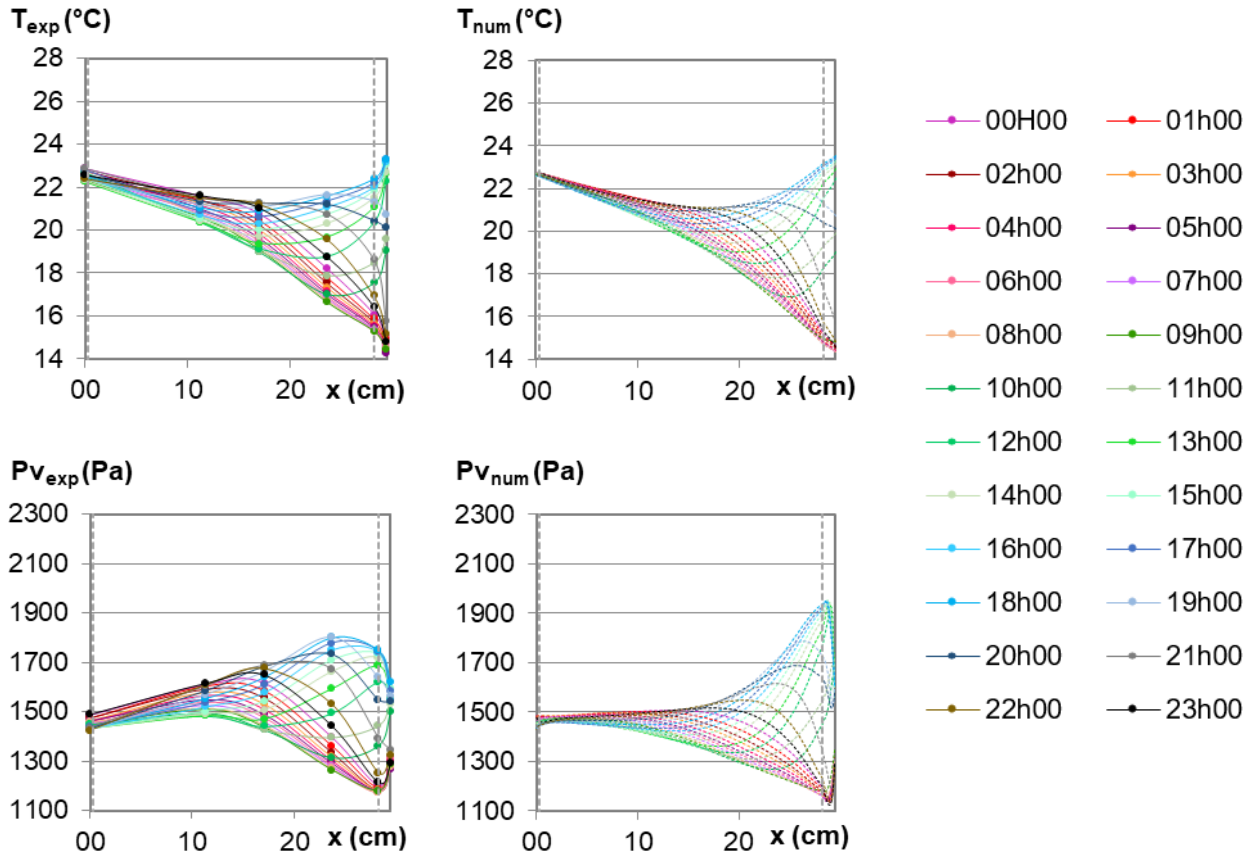 T_exp (°C)
T_num (°C)
28
26
24
22
20
18
16
14
00
10
20
x (cm)
28
26
24
22
20
18
16
14
00
20
x (cm)
Pv_exp (Pa)
Pv_num (Pa)
2300
2100
1900
1700
1500
1300
1100
00
20
x (cm)
2300
2100
1900
1700
1500
1300
1100
00
20
x (cm)
00H00 01h00
02h00 03h00
04h00 05h00
06h00 07h00
08h00 09h00
10h00 11h00
12h00 13h00
14h00 15h00
16h00 17h00
18h00 19h00
20h00 21h00
22h00 23h00